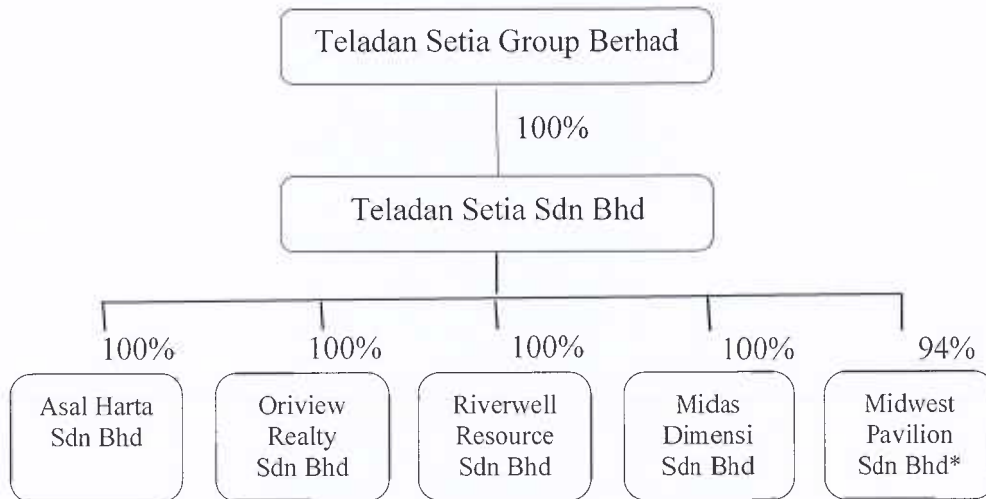 Teladan Setia Group Berhad
100%
Teladan Setia Sdn Bhd
100%
100%
100%
100%
94%
Asal Harta
Sdn Bhd
Oriview
Realty
Sdn Bhd
Riverwell
Resource
Sdn Bhd
Midas
Dimensi
Sdn Bhd
Midwest
Pavilion
Sdn Bhd*